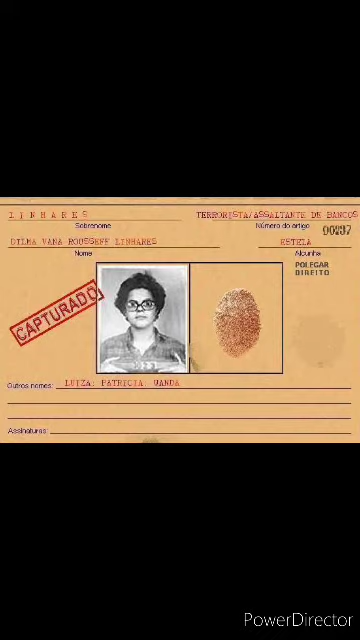 LINHARES TERRORISTA/ASSALTANTE DE BANCOS
Sobrenome Número do artigo 00297
DILMA VANA ROUSSEFF LINHARES ESTELA
Nome Alcunha
POLEGAR
DIREITO
CAPTURADO
Outros nomes: LUIZA; PATRICIA; WANDA
Assinaturas:
PowerDirector